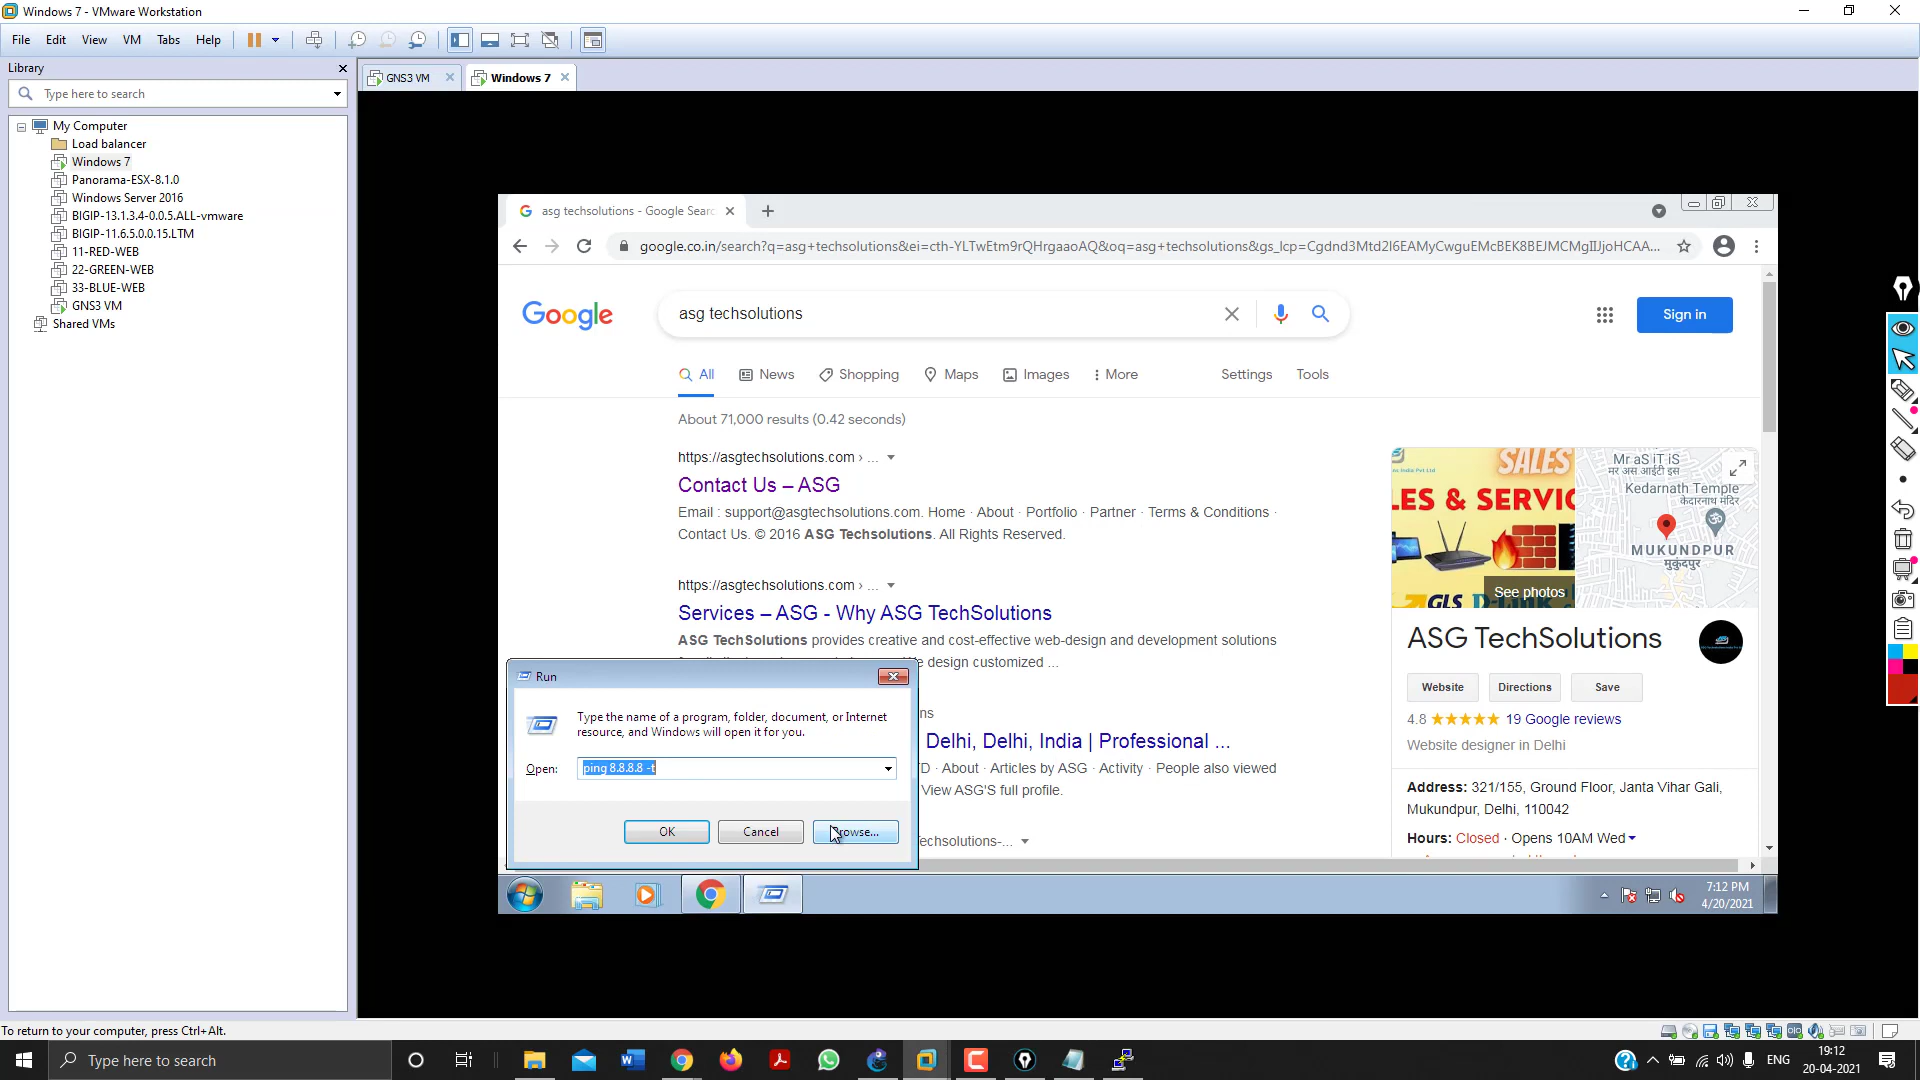 Windows 7 - VMware Workstation
File Edit View VM Tabs Help
Library
Type here to search
My Computer
Load balancer
Windows 7
Panorama-ESX-8.1.0
Windows Server 2016
BIGIP-13.1.3.4-0.0.5.ALL-vmware
BIGIP-11.6.5.0.0.15.LTM
11-RED-WEB
22-GREEN-WEB
33-BLUE-WEB
GNS3 VM
Shared VMs
GNS3 VM
Windows 7
asg techsolutions - Google Searc
google.co.in/search?q=asg+techsolutions&ei=cth-YLTwEtm9rQHrgaaoAQ&oq=asg+techsolutions&gs_lcp=Cgdnd3Mtd2l6EAMyCwguEMcBEK8BEJMCMgIIJjoHCAA...
Google
asg techsolutions
Sign in
All News Shopping Maps Images More Settings Tools
About 71,000 results (0.42 seconds)
https://asgtechsolutions.com › ...
Contact Us – ASG
Email : support@asgtechsolutions.com. Home · About · Portfolio · Partner · Terms & Conditions ·
Contact Us. © 2016 ASG Techsolutions. All Rights Reserved.
https://asgtechsolutions.com › ...
Services – ASG - Why ASG TechSolutions
ASG TechSolutions provides creative and cost-effective web-design and development solutions
design customized ...
ns
Delhi, Delhi, India | Professional ...
D · About · Articles by ASG · Activity · People also viewed
View ASG'S full profile.
echsolutions-...
SALES
LES & SERVIC
GLS D-LINK
See photos
Mr aS iT iS
मर अस.आईटी इस
Kedarnath Temple
केदारनाथ मंदिर
MUKUNDPUR
मुकुंदपुर
ASG TechSolutions
Website Directions Save
4.8 19 Google reviews
Website designer in Delhi
Address: 321/155, Ground Floor, Janta Vihar Gali,
Mukundpur, Delhi, 110042
Hours: Closed · Opens 10AM Wed
Run
Type the name of a program, folder, document, or Internet
resource, and Windows will open it for you.
Open: ping 8.8.8.8 -t
OK Cancel Browse...
7:12 PM
4/20/2021
To return to your computer, press Ctrl+Alt.
Type here to search
ENG
19:12
20-04-2021